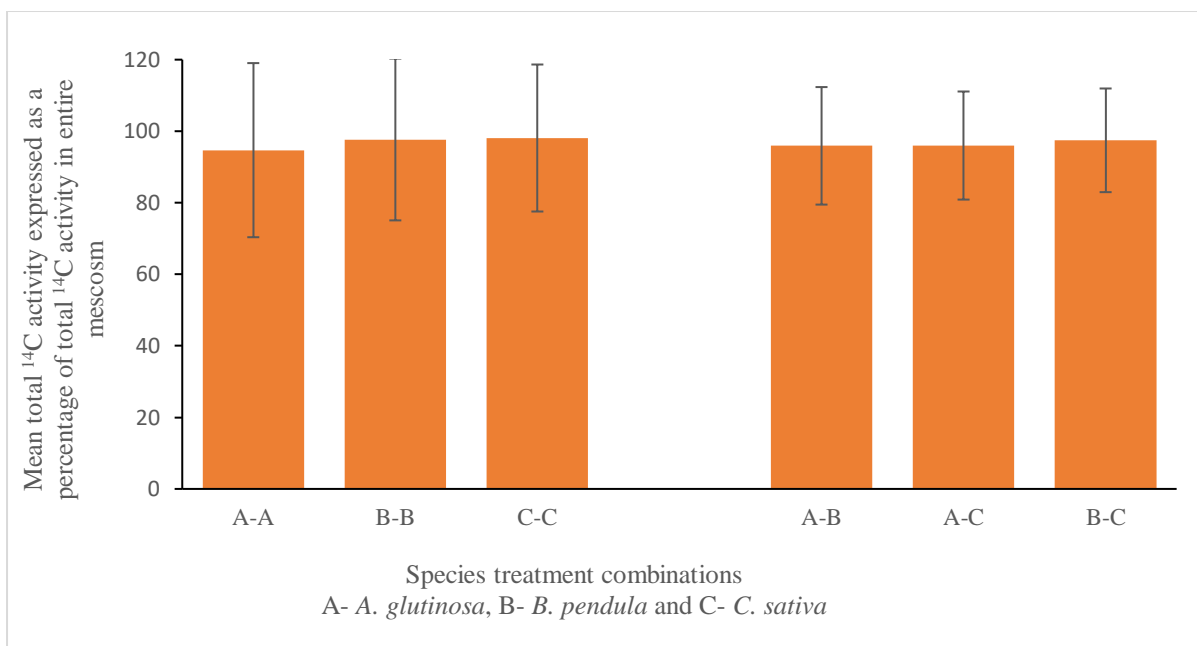 Mean total ¹⁴C activity expressed as a
percentage of total ¹⁴C activity in entire
mescosm
120
100
80
60
40
20
0
A-A B-B C-C A-B A-C B-C
Species treatment combinations
A- A. glutinosa, B- B. pendula and C- C. sativa